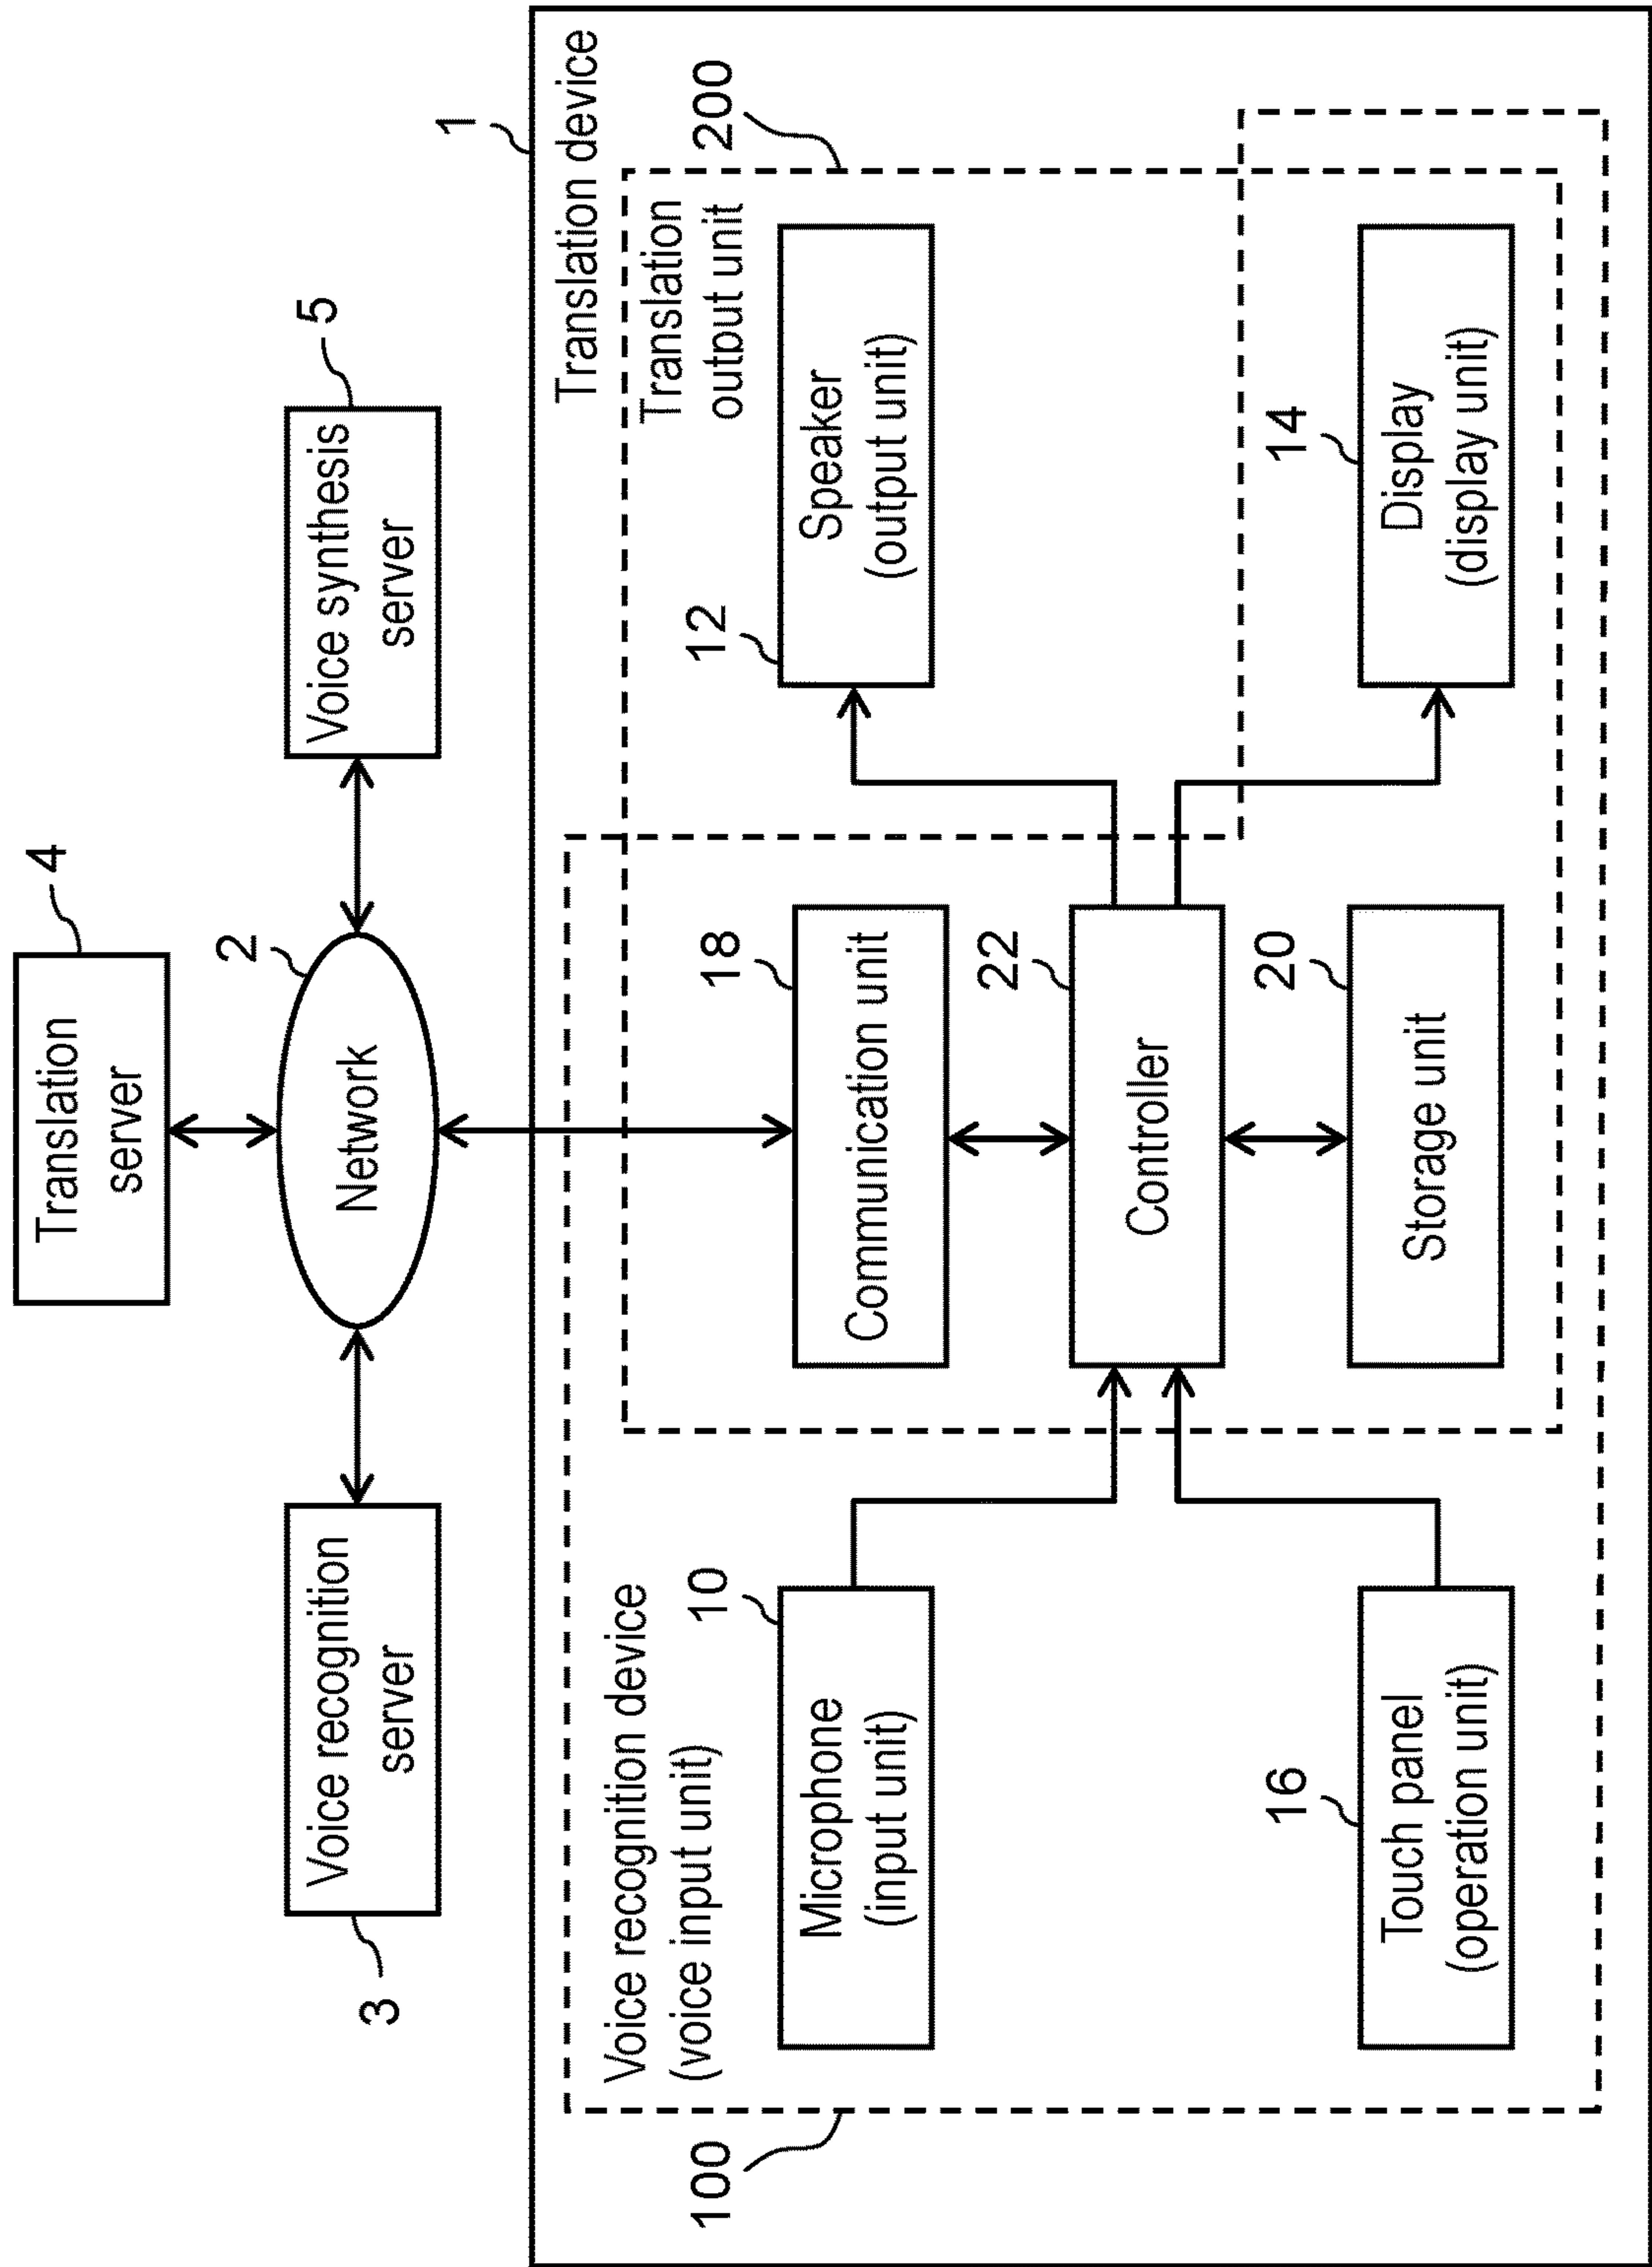 4
Translation
server
3
Voice recognition
server
2
Network
5
Voice synthesis
server
1
Translation device
100
Voice recognition device
(voice input unit)
200
Translation
output unit
10
Microphone
(input unit)
18
Communication unit
12
Speaker
(output unit)
22
Controller
16
Touch panel
(operation unit)
20
Storage unit
14
Display
(display unit)